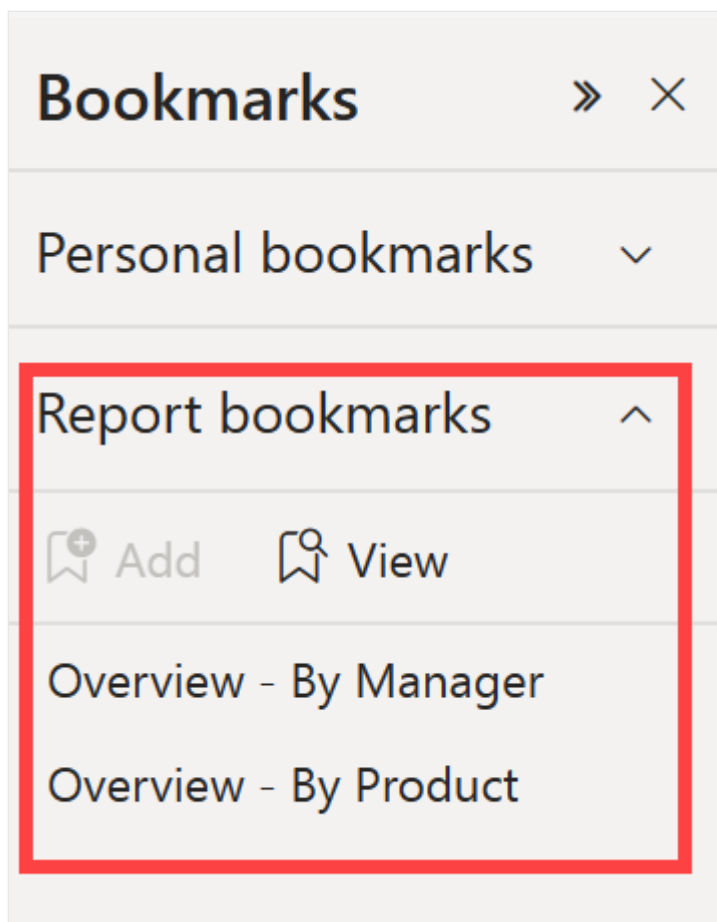 Bookmarks
Personal bookmarks
Report bookmarks
Add View
Overview - By Manager
Overview - By Product